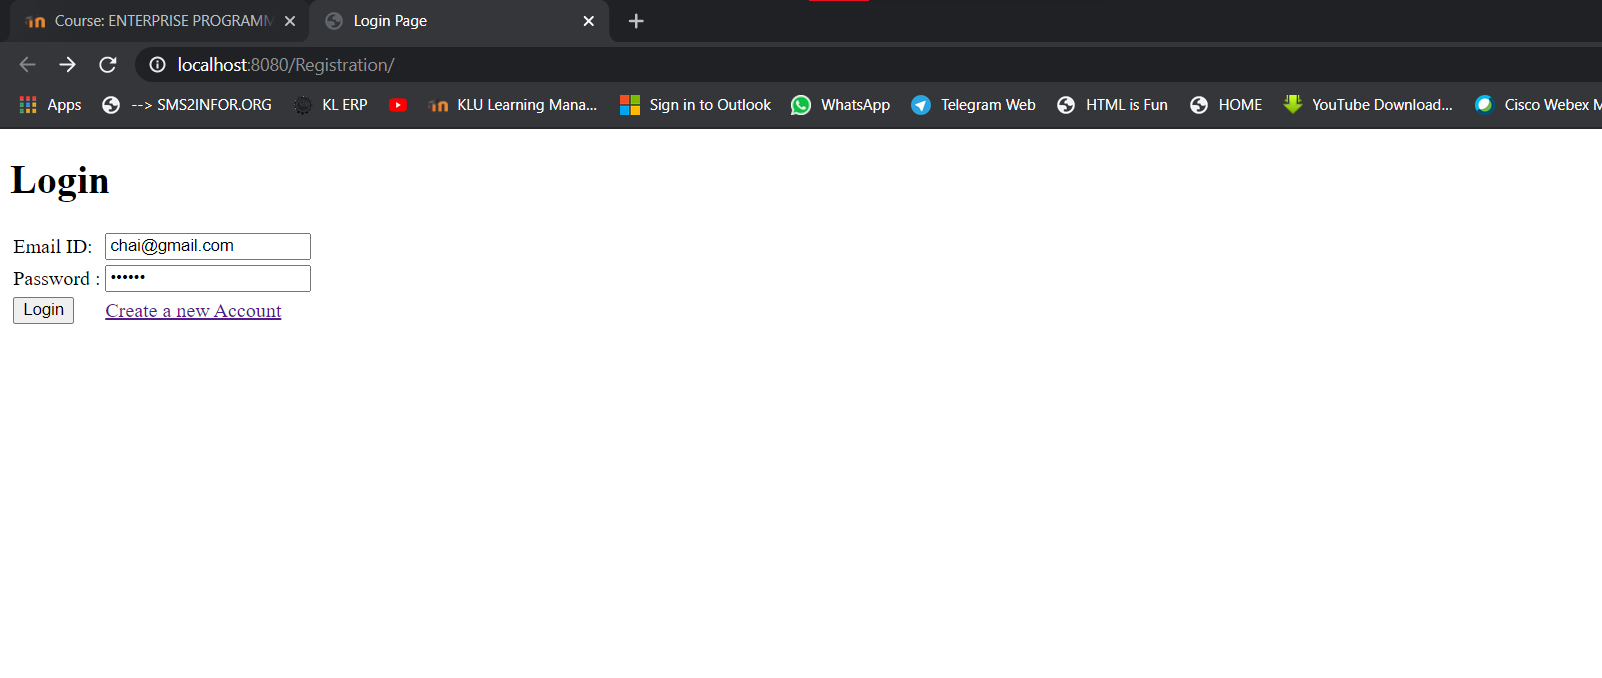 Course: ENTERPRISE PROGRAMM
Login Page
localhost:8080/Registration/
Apps --> SMS2INFOR.ORG KL ERP KLU Learning Mana... Sign in to Outlook WhatsApp Telegram Web HTML is Fun HOME YouTube Download... Cisco Webex M
Login
Email ID: chai@gmail.com
Password : ••••••
Login Create a new Account